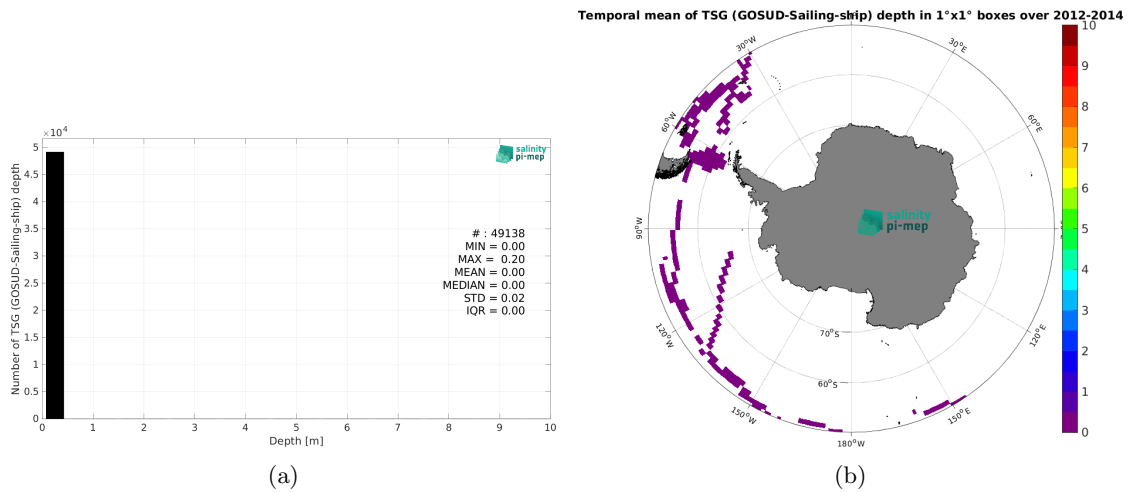 Temporal mean of TSG (GOSUD-Sailing-ship) depth in 1°x1° boxes over 2012-2014
×10^4
5
4.5
4
3.5
3
2.5
2
1.5
1
0.5
0
Number of TSG (GOSUD-Sailing-ship) depth
salinity
pi-mep
# : 49138
MIN = 0.00
MAX = 0.20
MEAN = 0.00
MEDIAN = 0.00
STD = 0.02
IQR = 0.00
0 1 2 3 4 5 6 7 8 9 10
Depth [m]
(a)
30°W
30°E
60°W
60°E
90°W
salinity
pi-mep
120°W
120°E
70°S
60°S
150°W
150°E
180°W
10
9
8
7
6
5
4
3
2
1
0
(b)